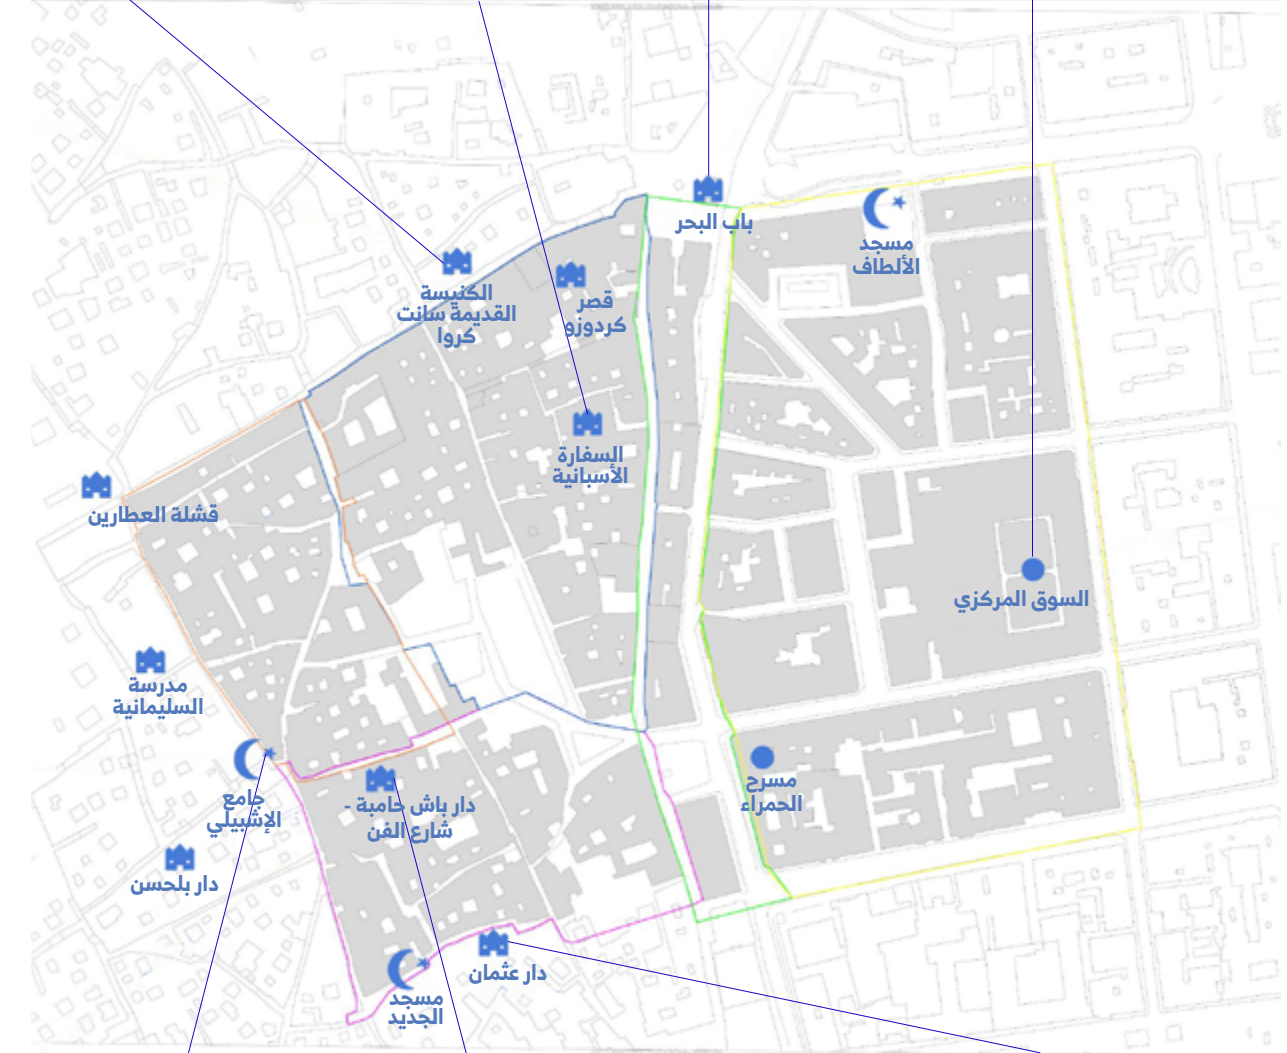 باب البحر
مسجد
الألطاف
الكنيسة
القديمة سانت
كروا
قصر
كردوزو
السفارة
الأسبانية
قشلة العطارين
السوق المركزي
مدرسة
السليمانية
مسرح
الحمراء
جامع
الإشبيلي
دار باش حامبة -
شارع الفن
دار بلحسن
دار عثمان
مسجد
الجديد